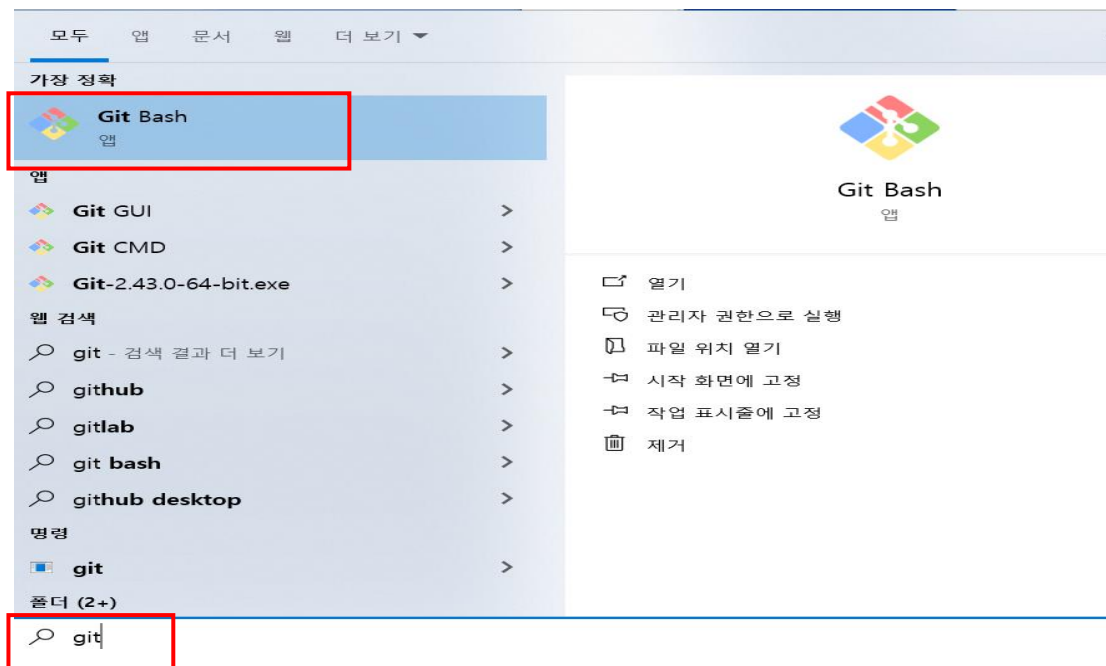 모두 앱 문서 웹 더 보기
가장 정확
Git Bash
앱
앱
Git GUI
Git CMD
Git-2.43.0-64-bit.exe
웹 검색
git - 검색 결과 더 보기
github
gitlab
git bash
github desktop
명령
git
폴더 (2+)
git
Git Bash
앱
열기
관리자 권한으로 실행
파일 위치 열기
시작 화면에 고정
작업 표시줄에 고정
제거